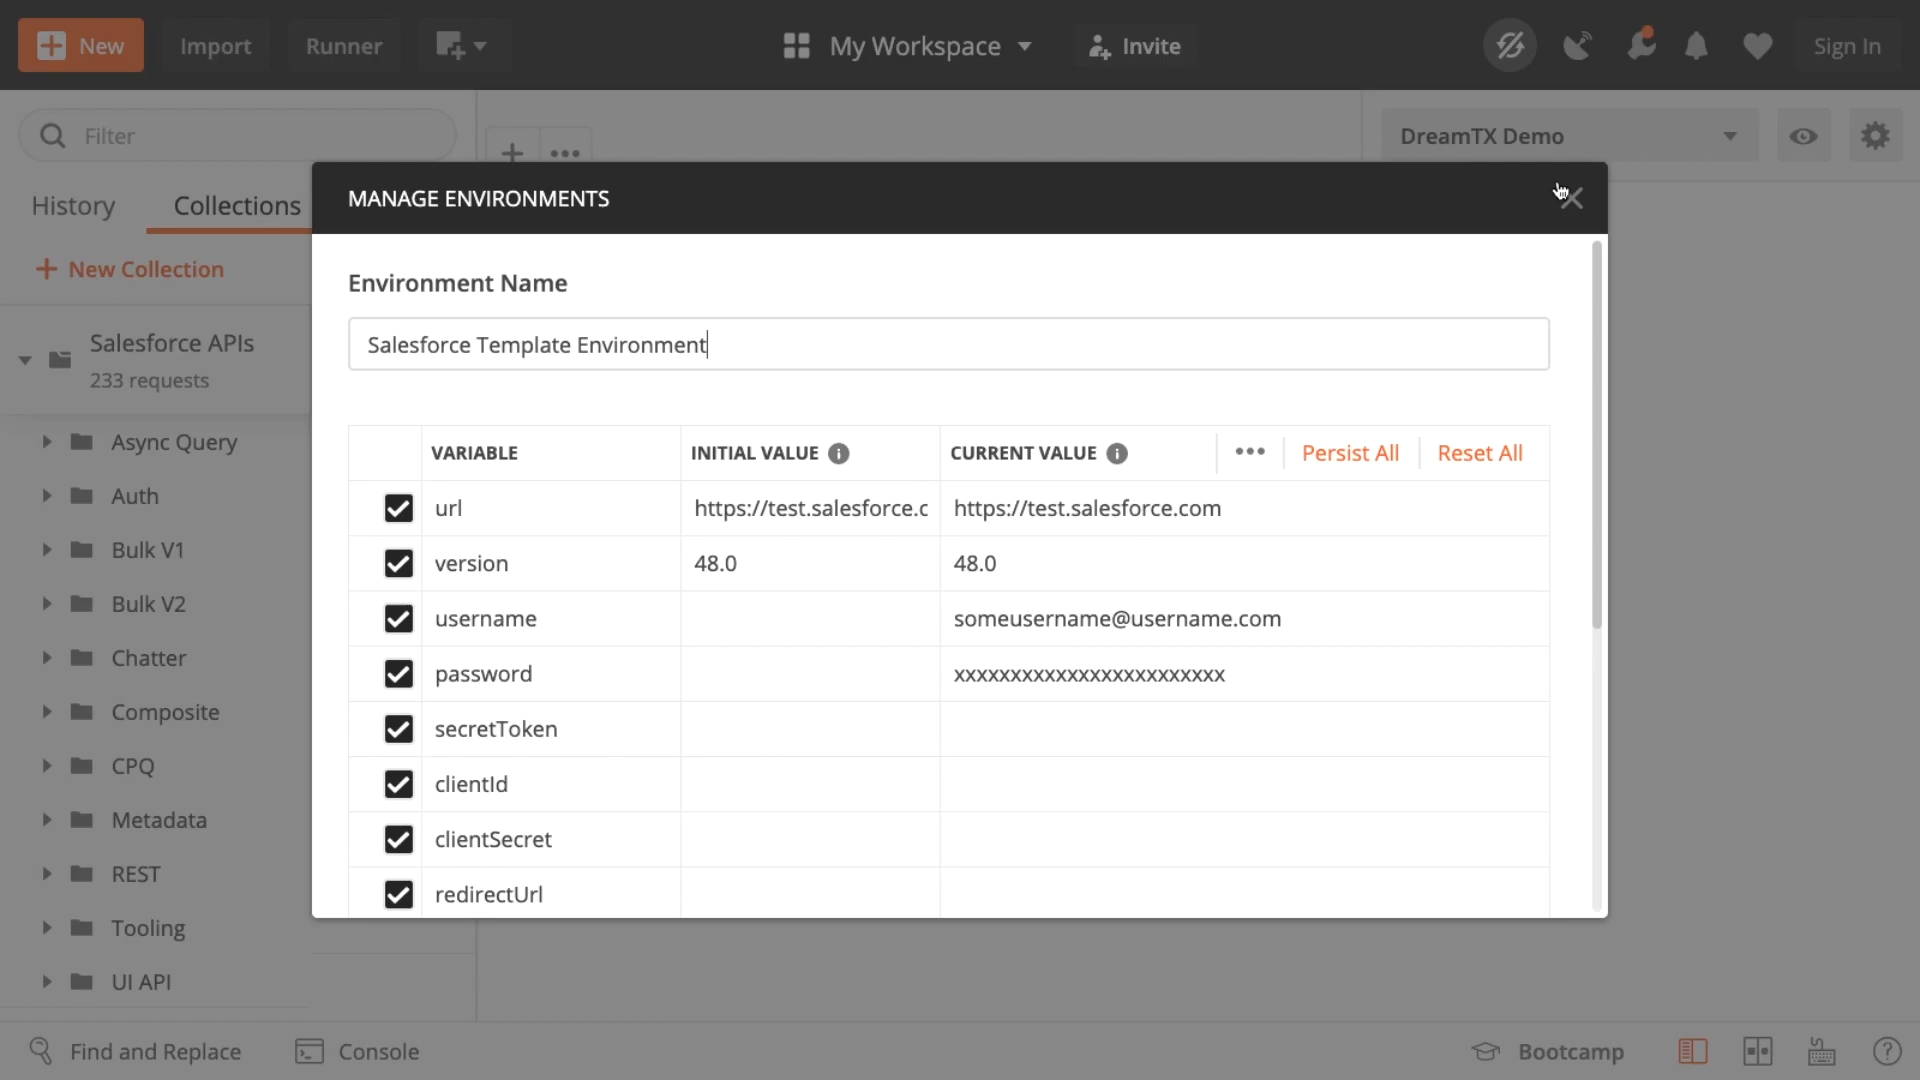 New
Import
Runner
My Workspace
Invite
Sign In
Filter
DreamTX Demo
History
Collections
New Collection
Salesforce APIs
233 requests
Async Query
Auth
Bulk V1
Bulk V2
Chatter
Composite
CPQ
Metadata
REST
Tooling
UI API
MANAGE ENVIRONMENTS
Environment Name
Salesforce Template Environment
VARIABLE INITIAL VALUE CURRENT VALUE Persist All Reset All
url https://test.salesforce.c https://test.salesforce.com
version 48.0 48.0
username someusername@username.com
password xxxxxxxxxxxxxxxxxxxxxxxx
secretToken
clientId
clientSecret
redirectUrl
Find and Replace
Console
Bootcamp